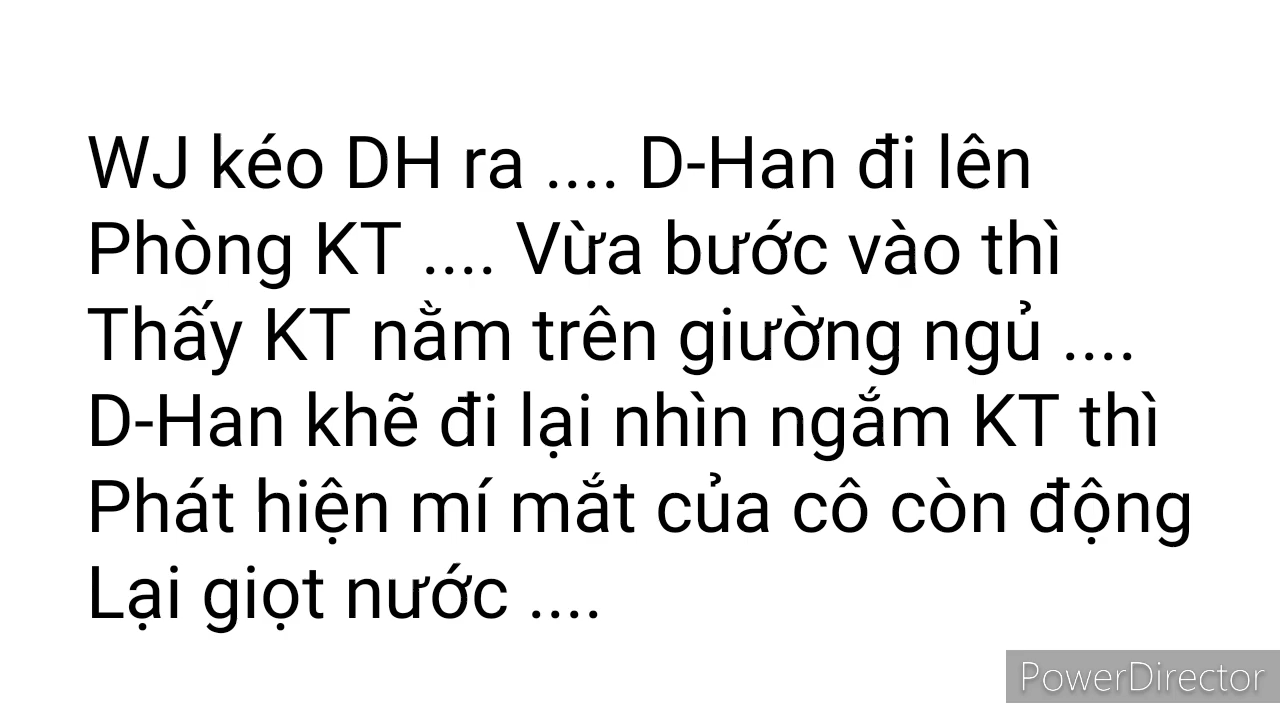 WJ kéo DH ra .... D-Han đi lên
Phòng KT .... Vừa bước vào thì
Thấy KT nằm trên giường ngủ ....
D-Han khẽ đi lại nhìn ngắm KT thì
Phát hiện mí mắt của cô còn động
Lại giọt nước ....
PowerDirector